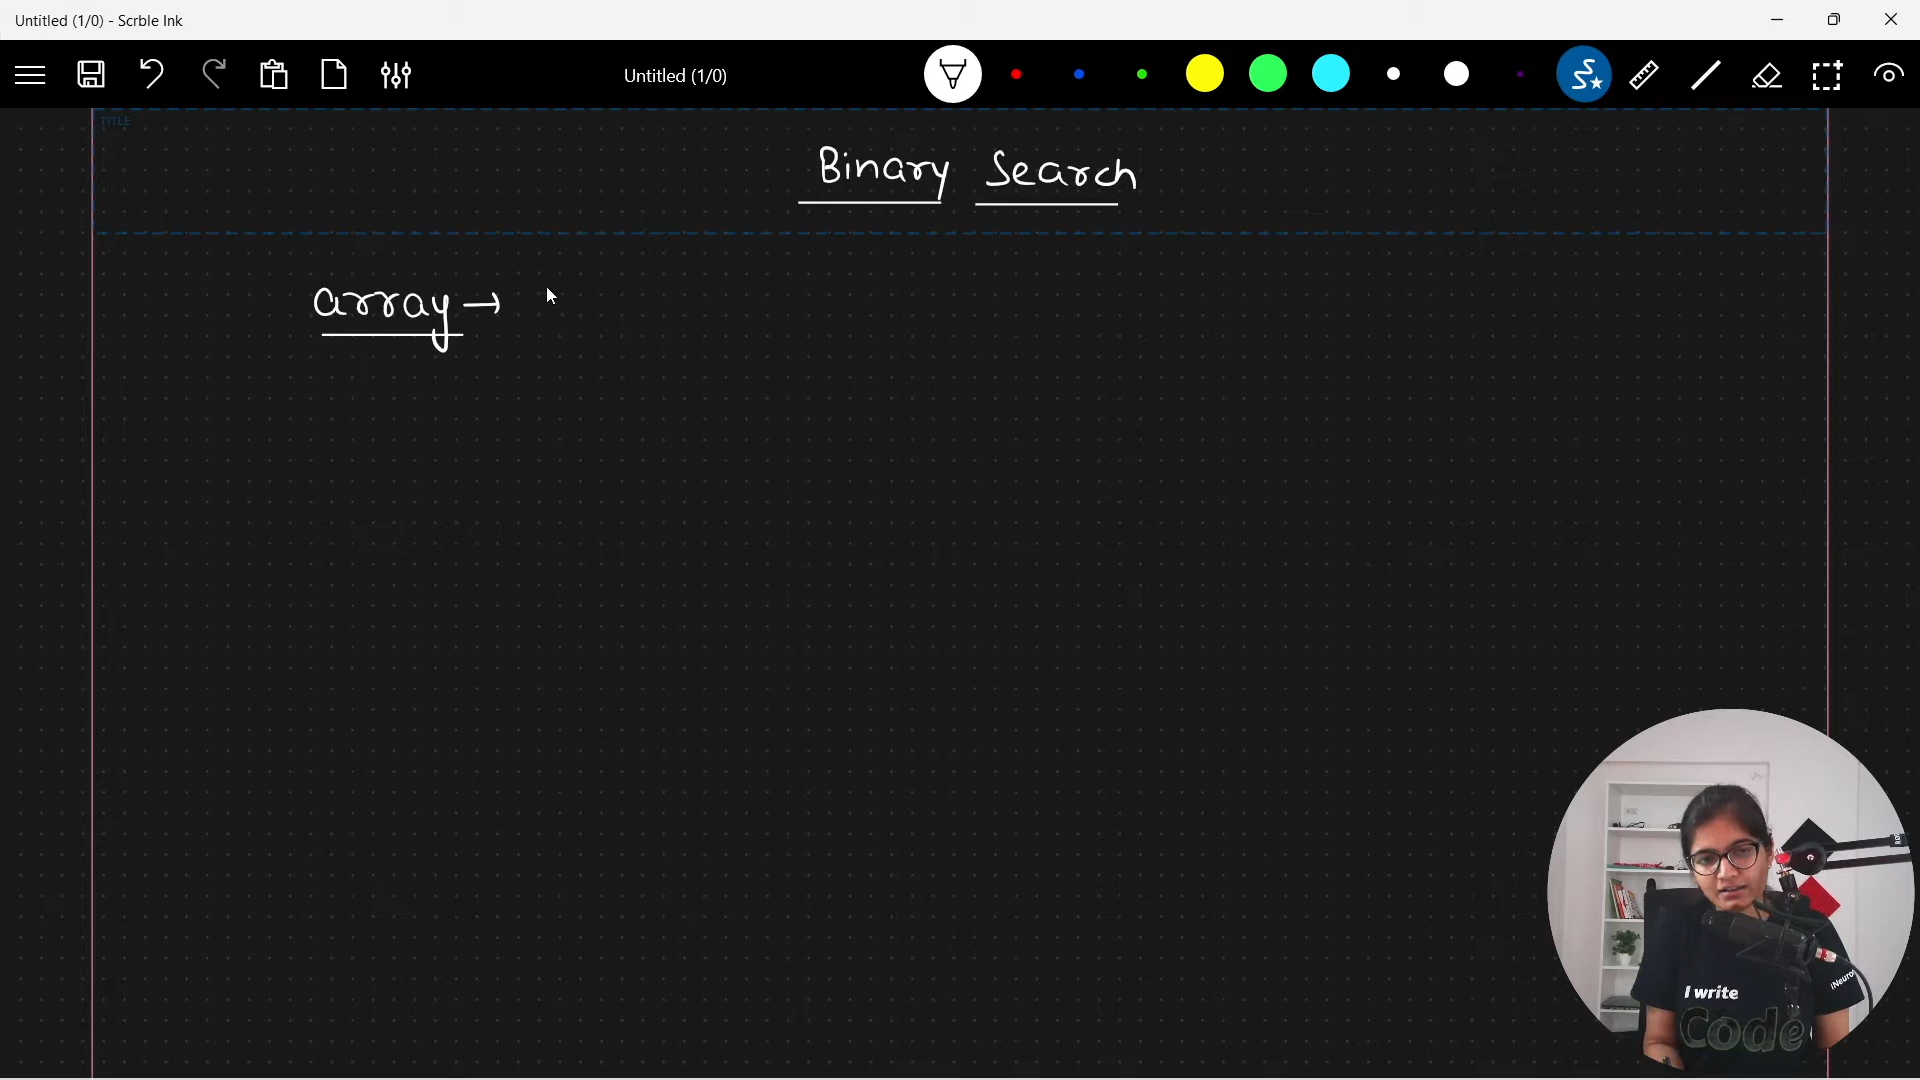 Untitled (1/0) - Scrble Ink
Untitled (1/0)
TITLE
Binary Search
array →
I write
Code